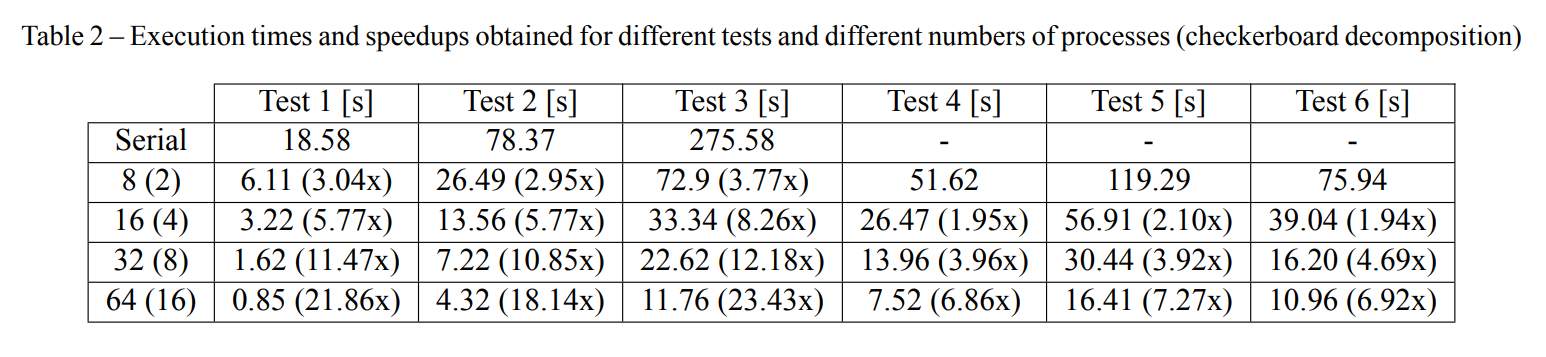 Table 2 – Execution times and speedups obtained for different tests and different numbers of processes (checkerboard decomposition)
Test 1 [s] Test 2 [s] Test 3 [s] Test 4 [s] Test 5 [s] Test 6 [s]
Serial 18.58 78.37 275.58 - - -
8 (2) 6.11 (3.04x) 26.49 (2.95x) 72.9 (3.77x) 51.62 119.29 75.94
16 (4) 3.22 (5.77x) 13.56 (5.77x) 33.34 (8.26x) 26.47 (1.95x) 56.91 (2.10x) 39.04 (1.94x)
32 (8) 1.62 (11.47x) 7.22 (10.85x) 22.62 (12.18x) 13.96 (3.96x) 30.44 (3.92x) 16.20 (4.69x)
64 (16) 0.85 (21.86x) 4.32 (18.14x) 11.76 (23.43x) 7.52 (6.86x) 16.41 (7.27x) 10.96 (6.92x)